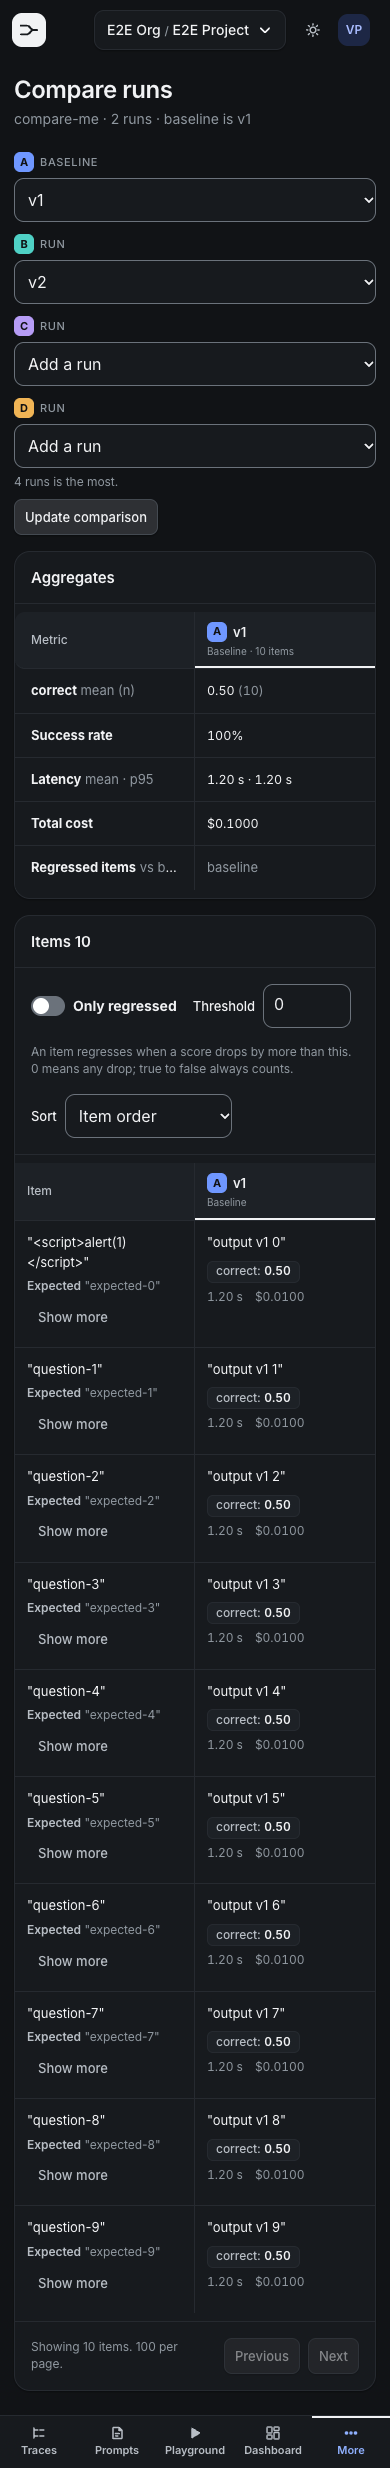 E2E Org / E2E Project
VP
Compare runs
compare-me · 2 runs · baseline is v1
A BASELINE
v1
B RUN
v2
C RUN
Add a run
D RUN
Add a run
4 runs is the most.
Update comparison
Aggregates
Metric
A v1
Baseline · 10 items
correct mean (n)
0.50 (10)
Success rate
100%
Latency mean · p95
1.20 s · 1.20 s
Total cost
$0.1000
Regressed items vs b...
baseline
Items 10
Only regressed
Threshold
0
An item regresses when a score drops by more than this.
0 means any drop; true to false always counts.
Sort
Item order
Item
A v1
Baseline
"<script>alert(1)
</script>"
Expected "expected-0"
Show more
"output v1 0"
correct: 0.50
1.20 s $0.0100
"question-1"
Expected "expected-1"
Show more
"output v1 1"
correct: 0.50
1.20 s $0.0100
"question-2"
Expected "expected-2"
Show more
"output v1 2"
correct: 0.50
1.20 s $0.0100
"question-3"
Expected "expected-3"
Show more
"output v1 3"
correct: 0.50
1.20 s $0.0100
"question-4"
Expected "expected-4"
Show more
"output v1 4"
correct: 0.50
1.20 s $0.0100
"question-5"
Expected "expected-5"
Show more
"output v1 5"
correct: 0.50
1.20 s $0.0100
"question-6"
Expected "expected-6"
Show more
"output v1 6"
correct: 0.50
1.20 s $0.0100
"question-7"
Expected "expected-7"
Show more
"output v1 7"
correct: 0.50
1.20 s $0.0100
"question-8"
Expected "expected-8"
Show more
"output v1 8"
correct: 0.50
1.20 s $0.0100
"question-9"
Expected "expected-9"
Show more
"output v1 9"
correct: 0.50
1.20 s $0.0100
Showing 10 items. 100 per
page.
Previous
Next
Traces
Prompts
Playground
Dashboard
More